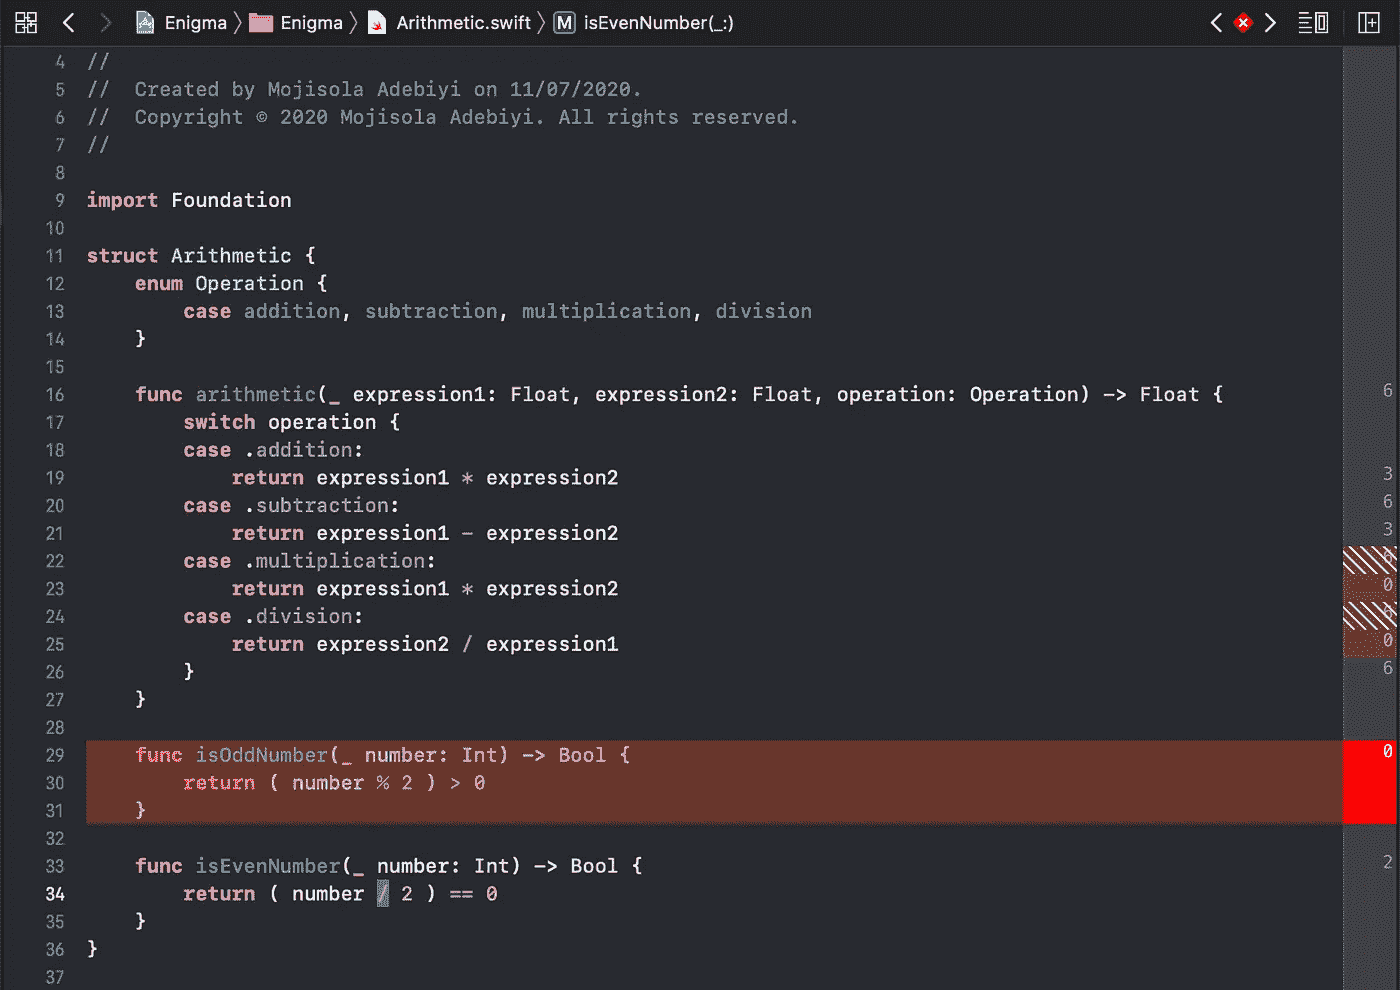 Enigma Enigma Arithmetic.swift M isEvenNumber(_:)
4 //
5 //  Created by Mojisola Adebiyi on 11/07/2020.
6 //  Copyright © 2020 Mojisola Adebiyi. All rights reserved.
7 //
8
9 import Foundation
10
11 struct Arithmetic {
12     enum Operation {
13         case addition, subtraction, multiplication, division
14     }
15
16     func arithmetic(_ expression1: Float, expression2: Float, operation: Operation) -> Float { 6
17         switch operation {
18         case .addition:
19             return expression1 * expression2 3
20         case .subtraction: 6
21             return expression1 - expression2 3
22         case .multiplication: 6
23             return expression1 * expression2 0
24         case .division: 6
25             return expression2 / expression1 0
26         } 6
27     }
28
29     func isOddNumber(_ number: Int) -> Bool { 0
30         return ( number % 2 ) > 0
31     }
32
33     func isEvenNumber(_ number: Int) -> Bool { 2
34         return ( number / 2 ) == 0
35     }
36 }
37